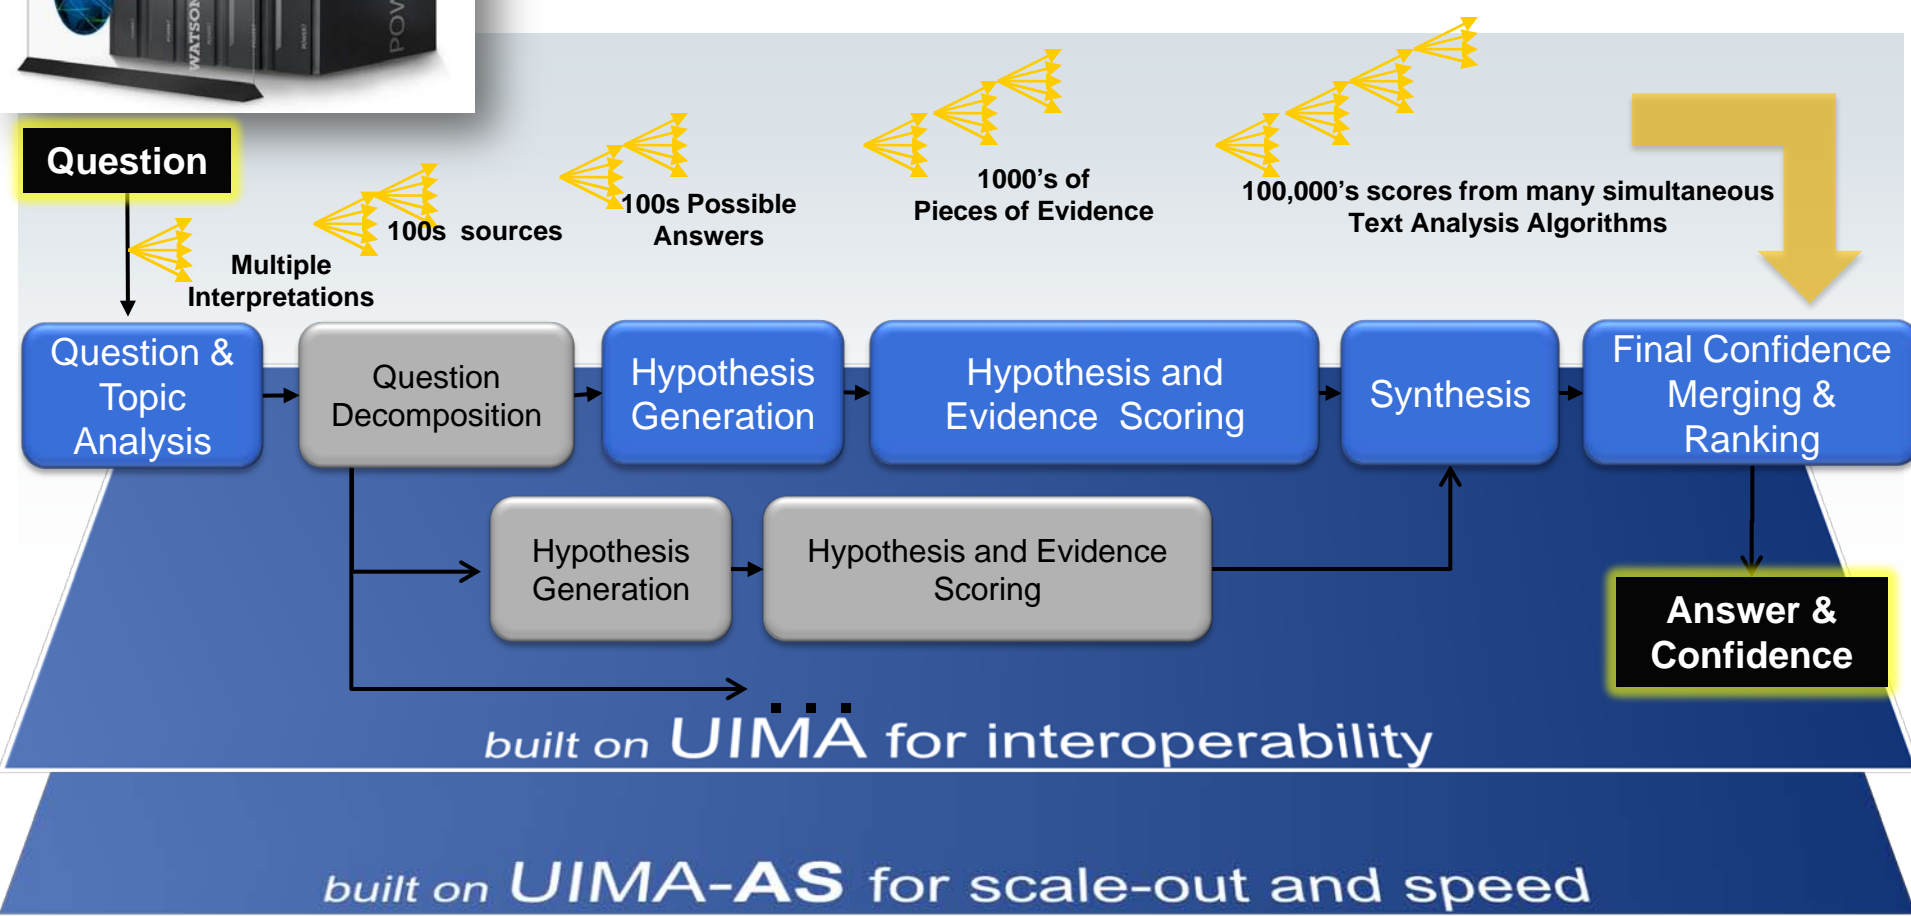 WATSON
POWER7
POW
Question
Multiple
Interpretations
100s  sources
100s Possible
Answers
1000's of
Pieces of Evidence
100,000's scores from many simultaneous
Text Analysis Algorithms
Question &
Topic
Analysis
Question
Decomposition
Hypothesis
Generation
Hypothesis and
Evidence  Scoring
Synthesis
Final Confidence
Merging &
Ranking
Hypothesis
Generation
Hypothesis and Evidence
Scoring
Answer &
Confidence
. . .
built on UIMA for interoperability
built on UIMA-AS for scale-out and speed